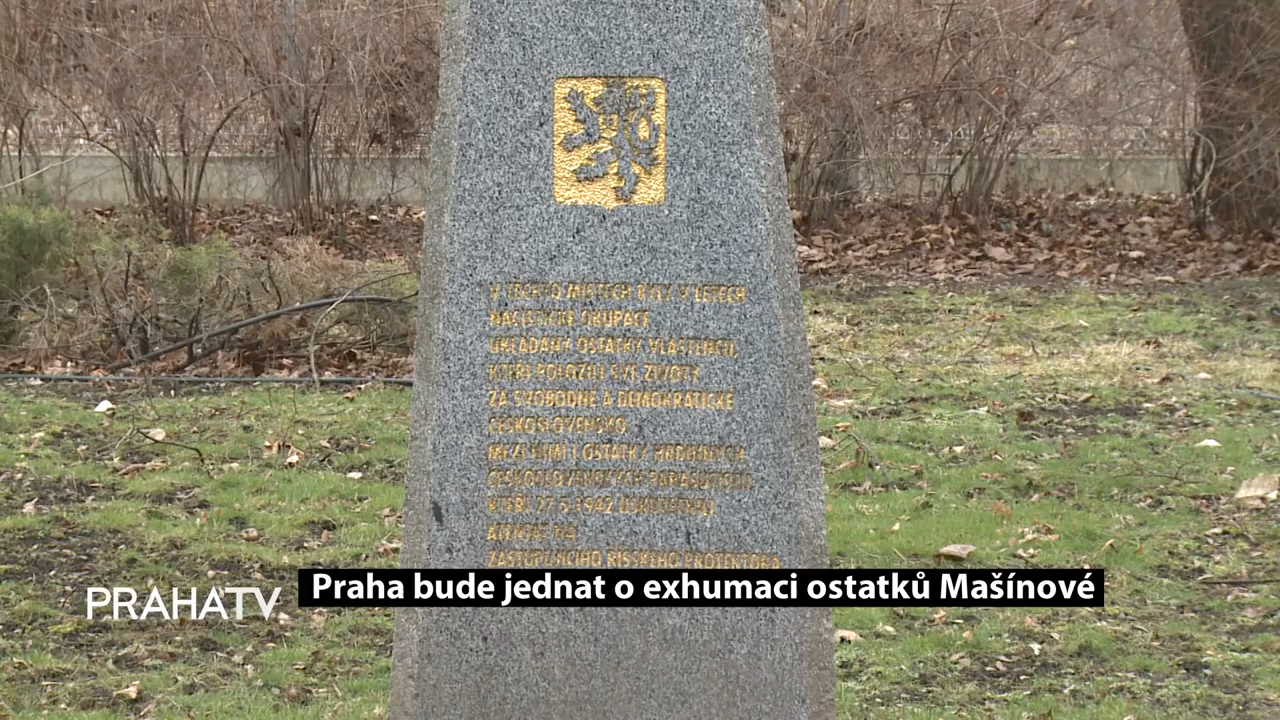 V TĚCHTO MÍSTECH BYLY V LETECH
NACISTICKÉ OKUPACE
UKLÁDÁNY OSTATKY VLASTENCŮ,
KTEŘÍ POLOŽILI SVÉ ŽIVOTY
ZA SVOBODNÉ A DEMOKRATICKÉ
ČESKOSLOVENSKO.
MEZI NIMI I OSTATKY HRDINNÝCH
ČESKOSLOVENSKÝCH PARAŠUTISTŮ,
KTEŘÍ 27.5.1942 USKUTEČNILI
ATENTÁT NA
ZASTUPUJÍCÍHO ŘÍŠSKÉHO PROTEKTORA
Praha bude jednat o exhumaci ostatků Mašínové
PRAHATV